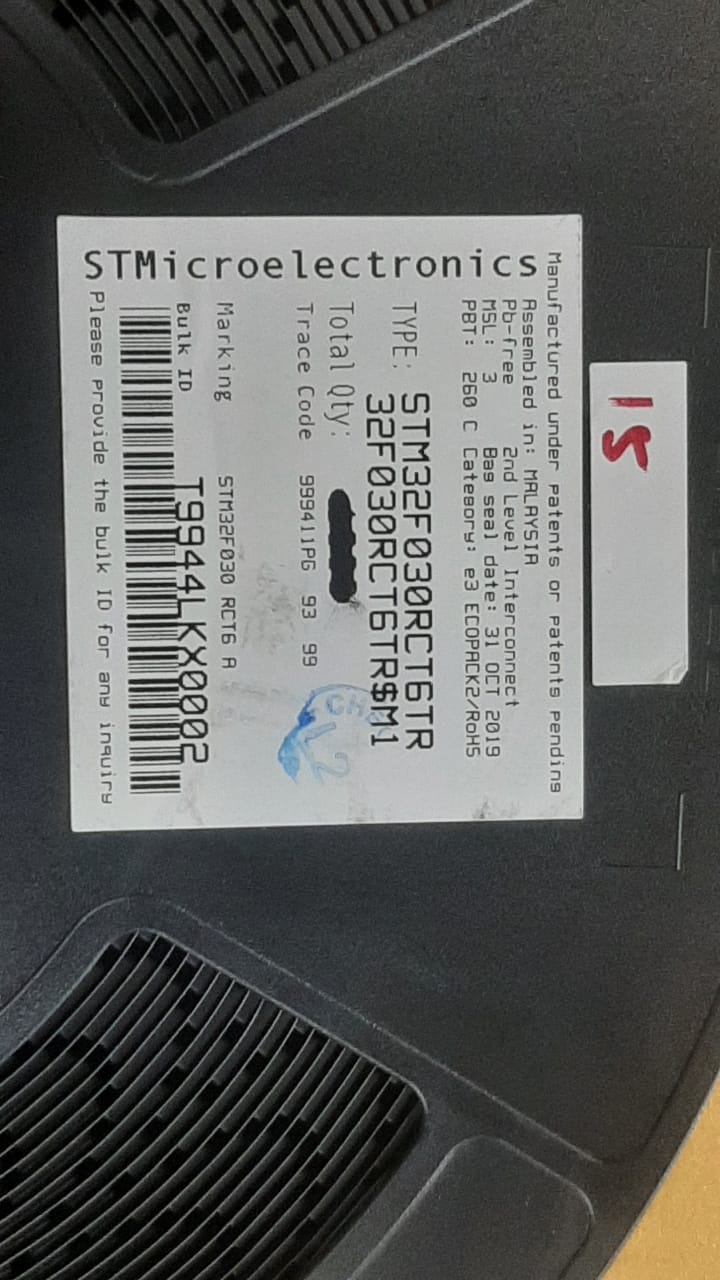 Manufactured under patents or patents pending
Assembled in: MALAYSIA
Pb-free 2nd Level Interconnect
MSL: 3 Bag seal date: 31 OCT 2019
PBT: 260 C Category: e3 ECOPACK2/RoHS
STMicroelectronics
TYPE: STM32F030RCT6TR
32F030RCT6TR$M1
Total Qty:
Trace Code 999411PG 93 99
Marking STM32F030 RCT6 A
Bulk ID T9944LKX0002
Please provide the bulk ID for any inquiry
15
12